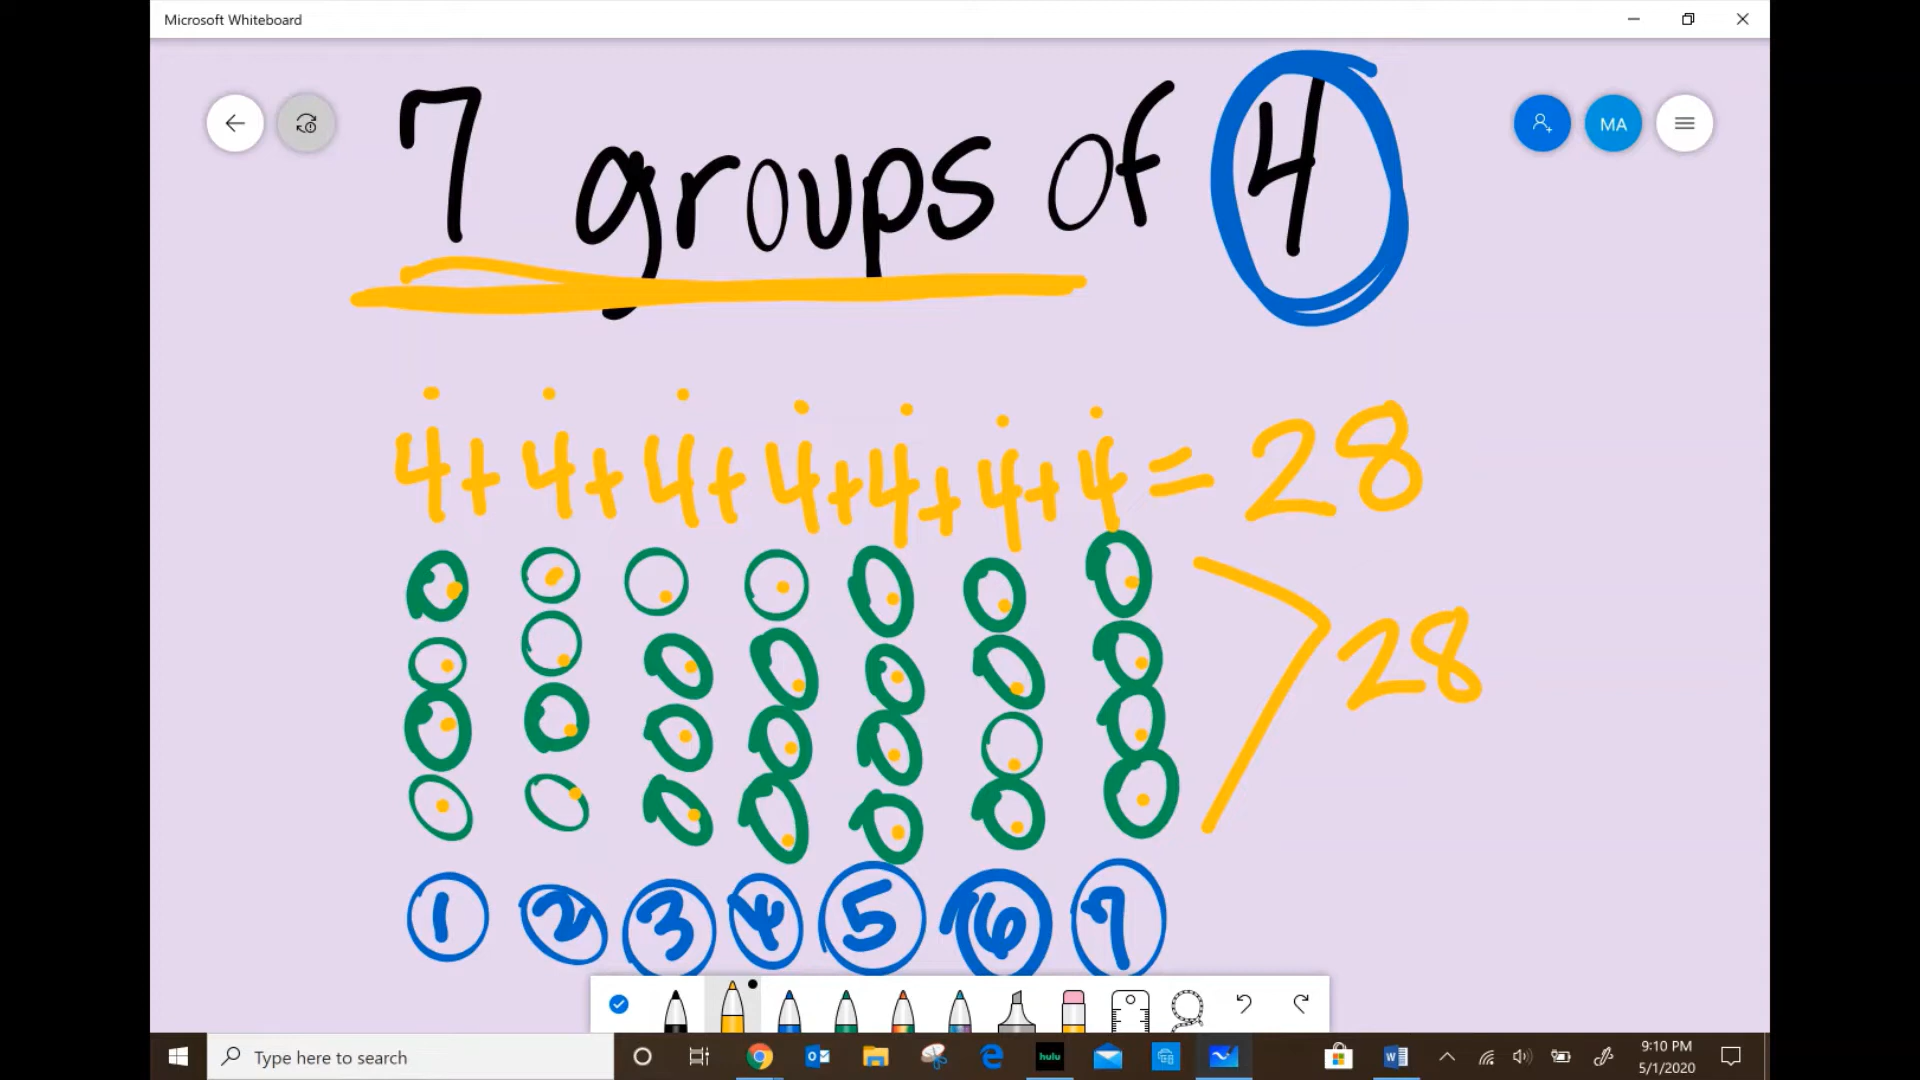 Microsoft Whiteboard
7 groups of 4
MA
4+ 4+ 4+ 4+4+ 4+4 = 28
28
1 2 3 4 5 6 7
Type here to search
hulu
9:10 PM
5/1/2020